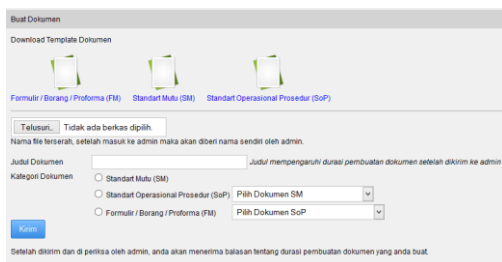 Buat Dokumen
Download Template Dokumen
Formulir / Borang / Proforma (FM) Standart Mutu (SM) Standart Operasional Prosedur (SoP)
Telusuri.. Tidak ada berkas dipilih.
Nama file terserah, setelah masuk ke admin maka akan diberi nama sendiri oleh admin.
Judul Dokumen Judul mempengaruhi durasi pembuatan dokumen setelah dikirim ke admin
Kategori Dokumen Standart Mutu (SM)
Standart Operasional Prosedur (SoP) Pilih Dokumen SM
Formulir / Borang / Proforma (FM) Pilih Dokumen SoP
Kirim
Setelah dikirim dan di periksa oleh admin, anda akan menerima balasan tentang durasi pembuatan dokumen yang anda buat.